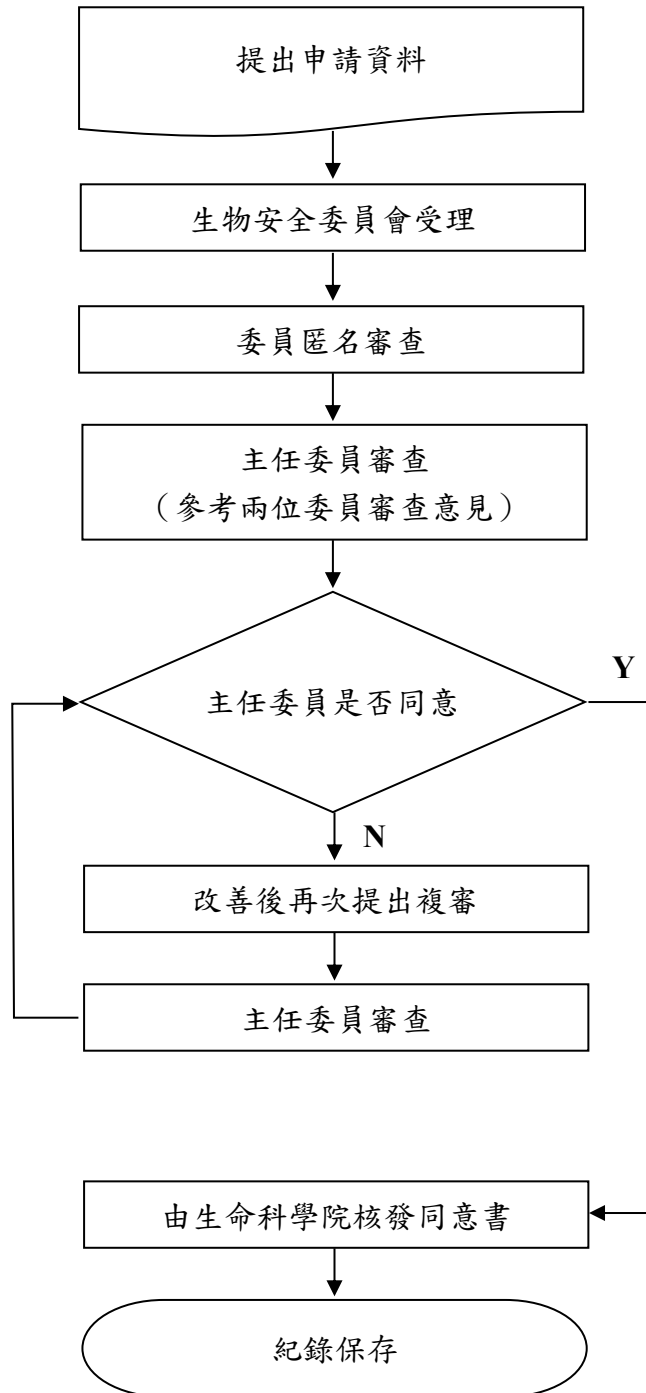 提出申請資料
生物安全委員會受理
委員匿名審查
主任委員審查
（參考兩位委員審查意見）
Y
主任委員是否同意
N
改善後再次提出複審
主任委員審查
由生命科學院核發同意書
紀錄保存